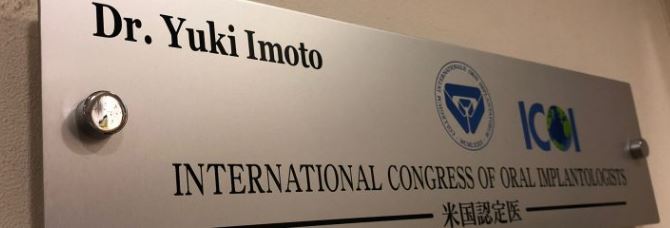 Dr. Yuki Imoto
ICOI
INTERNATIONAL CONGRESS OF ORAL IMPLANTOLOGISTS
米国認定医